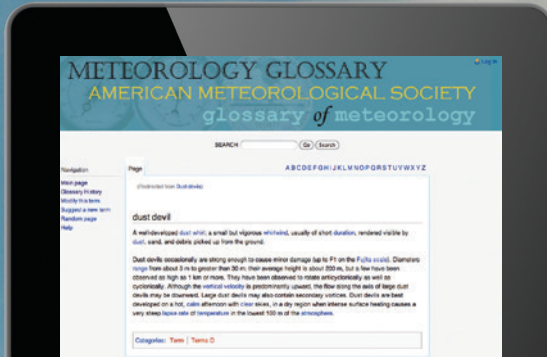 METEOROLOGY GLOSSARY
Log in
AMERICAN METEOROLOGICAL SOCIETY
glossary of meteorology
SEARCH Go Search
Navigation
Page
A B C D E F G H I J K L M N O P Q R S T U V W X Y Z
Main page
Glossary History
Modify this term
Suggest a new term
Random page
Help
(Redirected from Dust devils)
dust devil
A well-developed dust whirl; a small but vigorous whirlwind, usually of short duration, rendered visible by
dust, sand, and debris picked up from the ground.
Dust devils occasionally are strong enough to cause minor damage (up to F1 on the Fujita scale). Diameters
range from about 3 m to greater than 30 m; their average height is about 200 m, but a few have been
observed as high as 1 km or more. They have been observed to rotate anticyclonically as well as
cyclonically. Although the vertical velocity is predominantly upward, the flow along the axis of large dust
devils may be downward. Large dust devils may also contain secondary vortices. Dust devils are best
developed on a hot, calm afternoon with clear skies, in a dry region when intense surface heating causes a
very steep lapse rate of temperature in the lowest 100 m of the atmosphere.
Categories: Term | Terms D